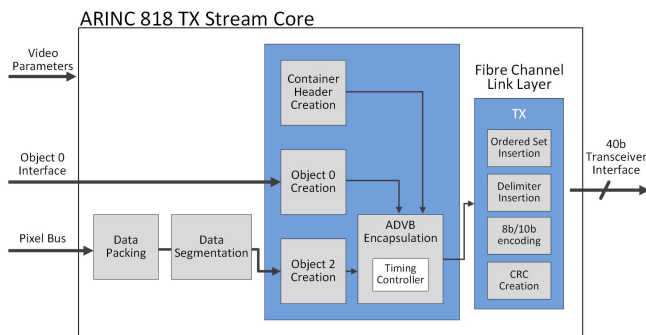 ARINC 818 TX Stream Core
Video
Parameters
Object 0
Interface
Pixel Bus
Data
Packing
Data
Segmentation
Container
Header
Creation
Object 0
Creation
Object 2
Creation
ADVB
Encapsulation
Timing
Controller
Fibre Channel
Link Layer
TX
Ordered Set
Insertion
Delimiter
Insertion
8b/10b
encoding
CRC
Creation
40b
Transceiver
Interface